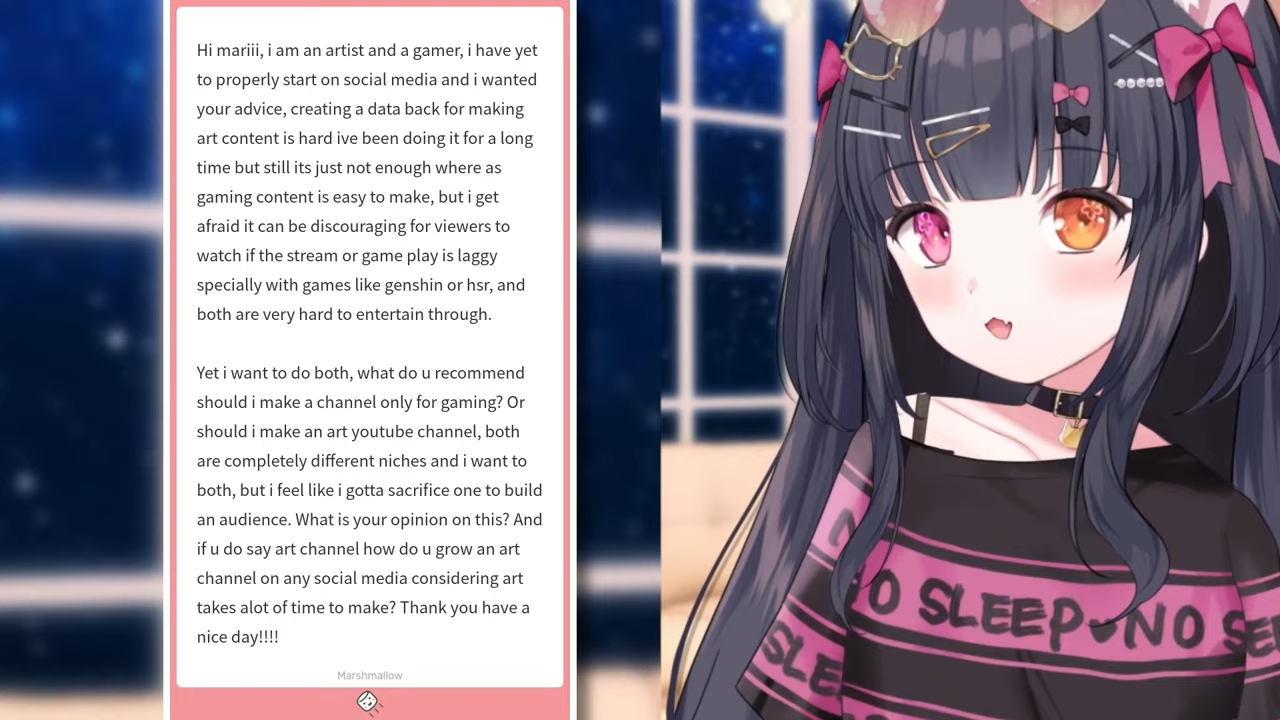 Hi mariii, i am an artist and a gamer, i have yet
to properly start on social media and i wanted
your advice, creating a data back for making
art content is hard ive been doing it for a long
time but still its just not enough where as
gaming content is easy to make, but i get
afraid it can be discouraging for viewers to
watch if the stream or game play is laggy
specially with games like genshin or hsr, and
both are very hard to entertain through.
Yet i want to do both, what do u recommend
should i make a channel only for gaming? Or
should i make an art youtube channel, both
are completely different niches and i want to
both, but i feel like i gotta sacrifice one to build
an audience. What is your opinion on this? And
if u do say art channel how do u grow an art
channel on any social media considering art
takes alot of time to make? Thank you have a
nice day!!!!
Marshmallow
NO SLEEP♥NO SEE
SLEE